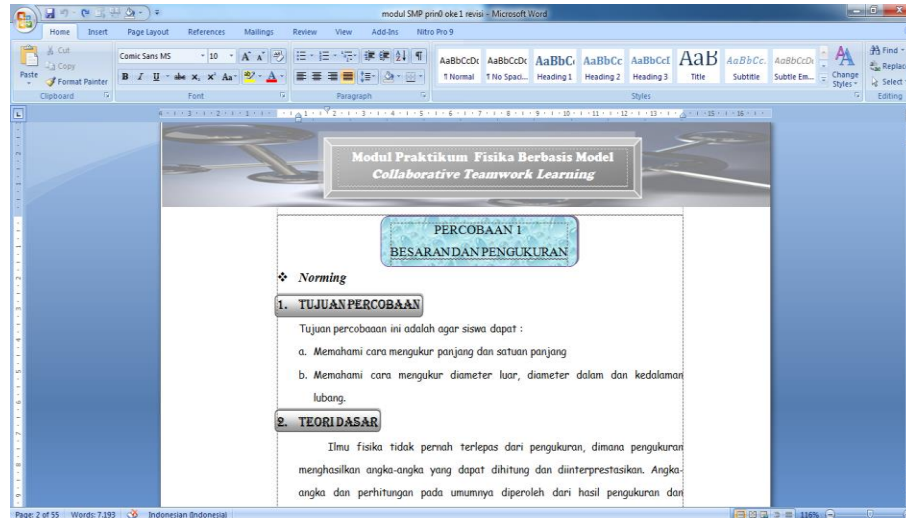 modul SMP prin0 oke 1 revisi - Microsoft Word
Home Insert Page Layout References Mailings Review View Add-Ins Nitro Pro 9
Cut
Copy
Format Painter
Paste
Comic Sans MS 10
AaBbCcDc AaBbCcDc AaBbC AaBbCc AaBbCcI AaB AaBbCc. AaBbCcDc
¶ Normal ¶ No Spaci... Heading 1 Heading 2 Heading 3 Title Subtitle Subtle Em...
Change Styles
Find
Replac
Select
Clipboard Font Paragraph Styles Editing
Modul Praktikum Fisika Berbasis Model
Collaborative Teamwork Learning
PERCOBAAN 1
BESARAN DAN PENGUKURAN
❖ Norming
1. TUJUAN PERCOBAAN
Tujuan percobaaan ini adalah agar siswa dapat :
a. Memahami cara mengukur panjang dan satuan panjang
b. Memahami cara mengukur diameter luar, diameter dalam dan kedalaman
lubang.
2. TEORI DASAR
Ilmu fisika tidak pernah terlepas dari pengukuran, dimana pengukuran
menghasilkan angka-angka yang dapat dihitung dan diinterprestasikan. Angka-
angka dan perhitungan pada umumnya diperoleh dari hasil pengukuran dan
Page: 2 of 55 Words: 7.193 Indonesian (Indonesia) 116%